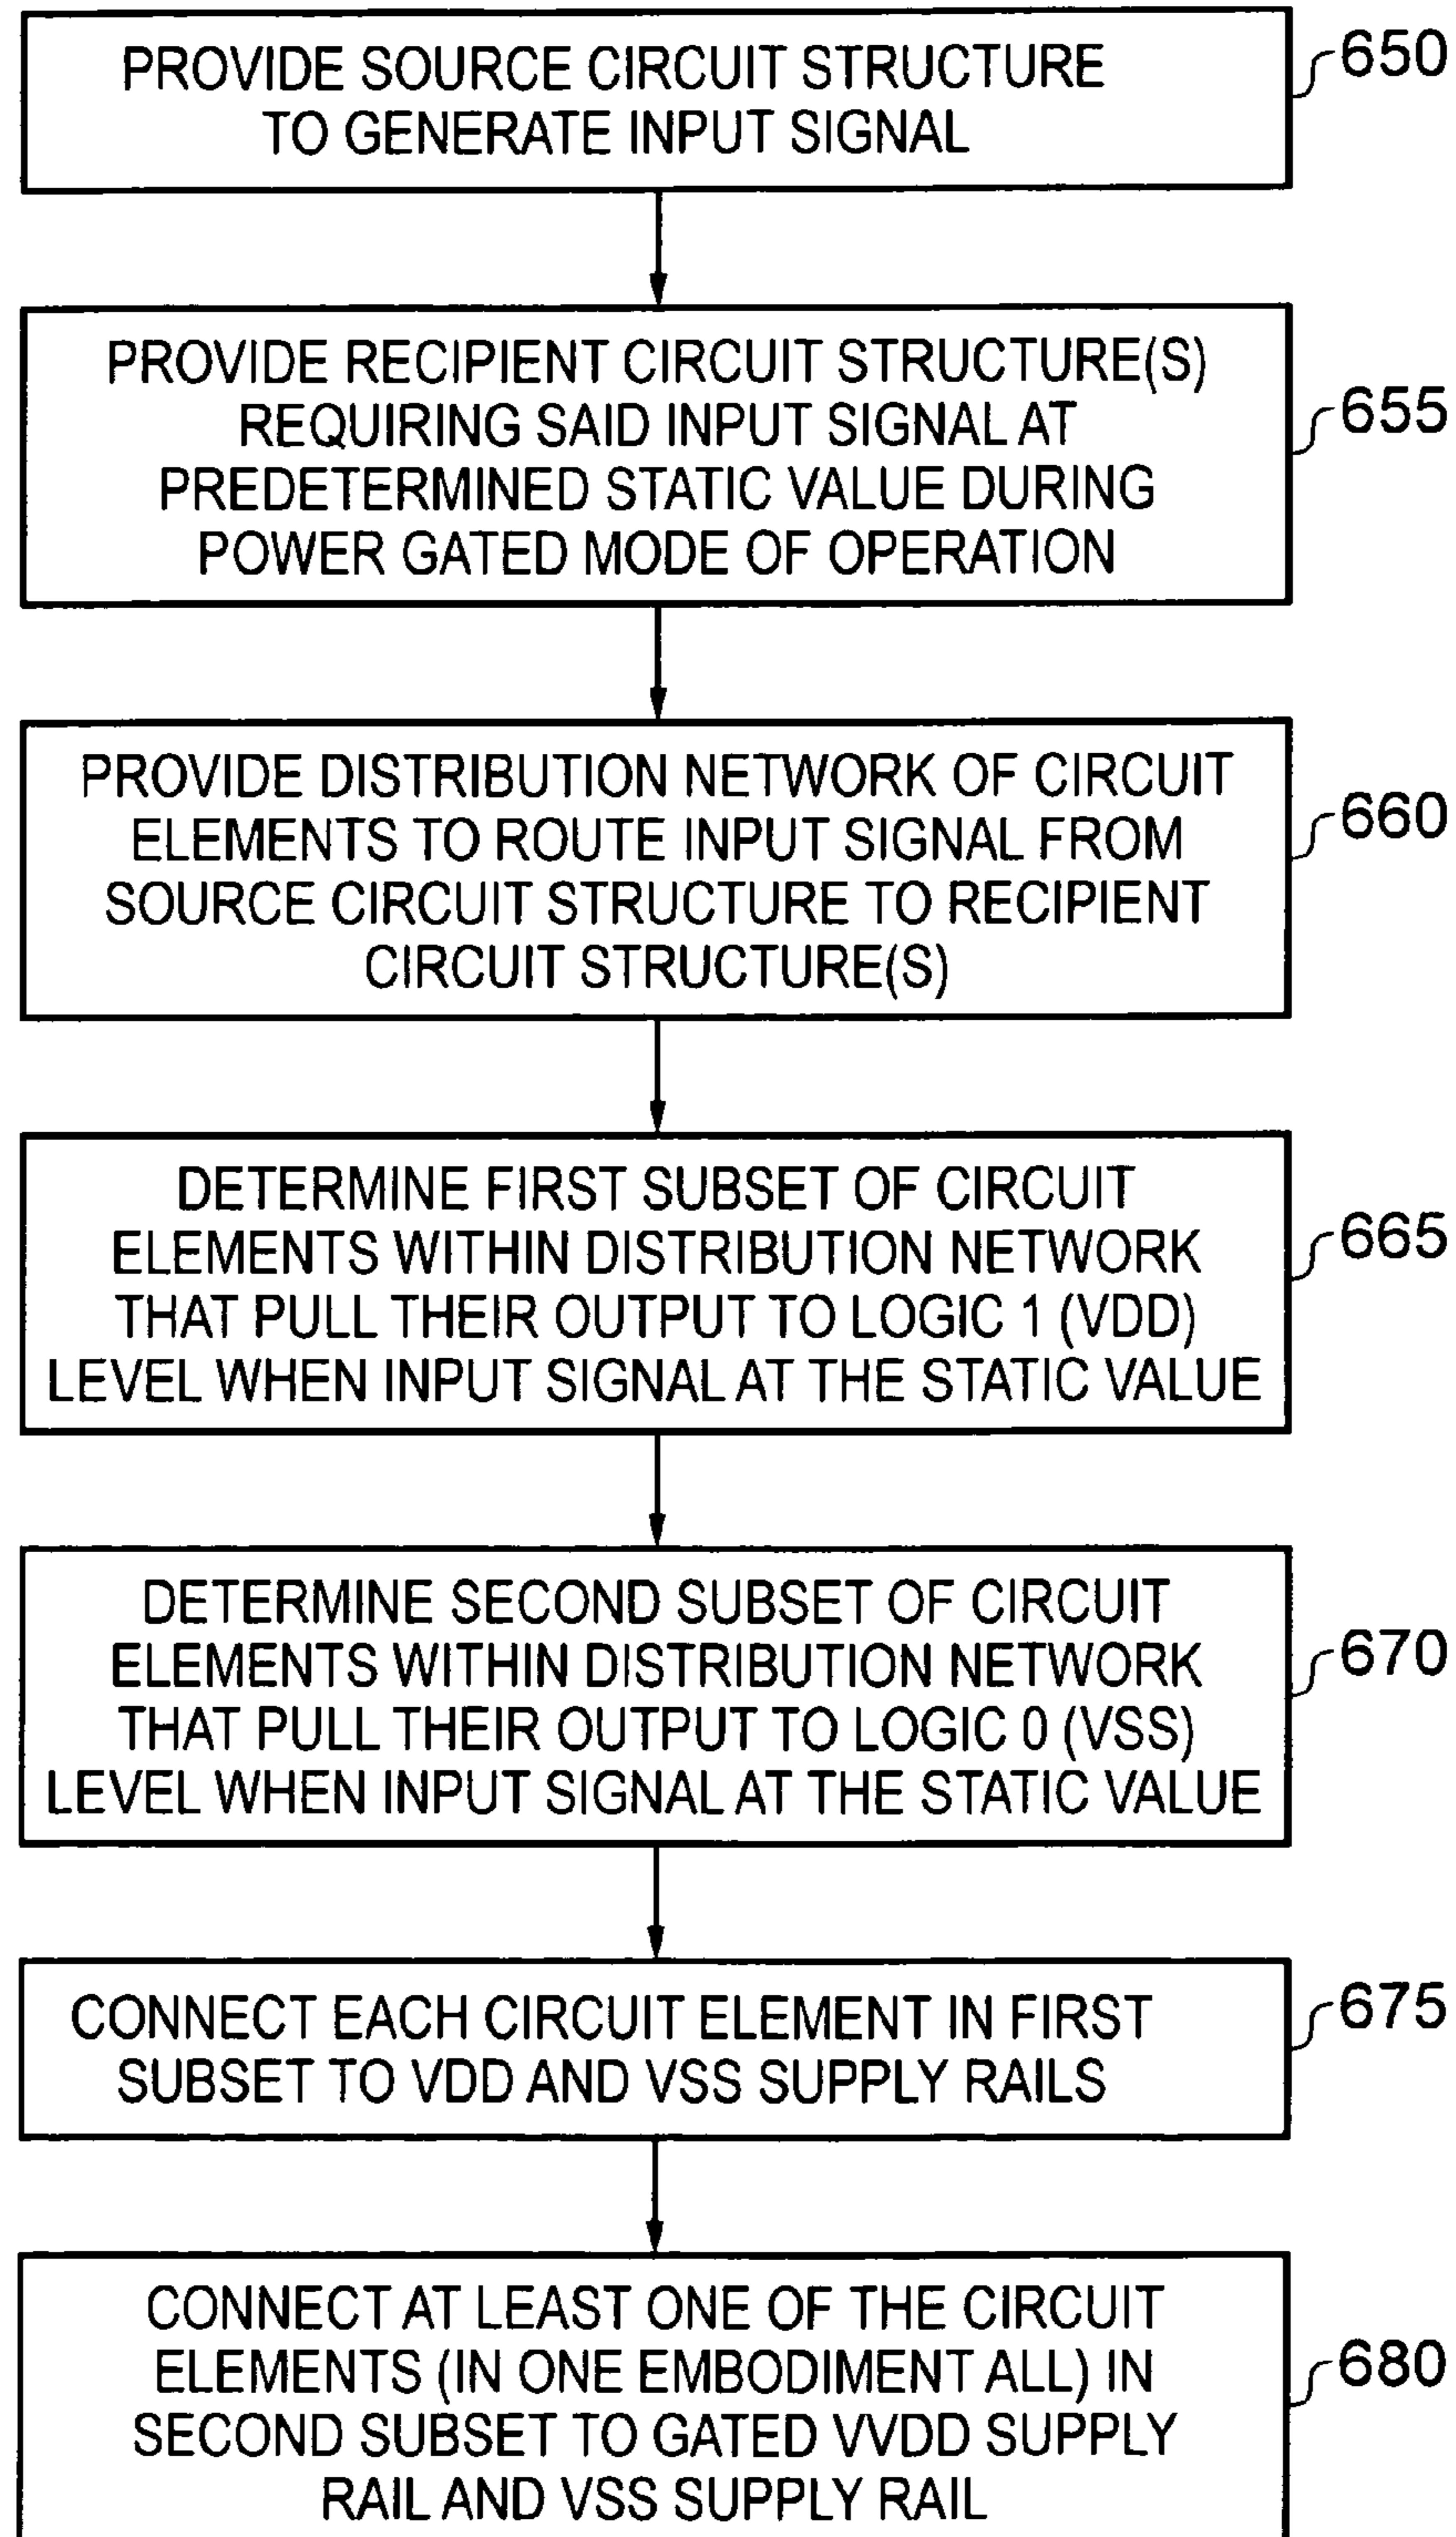 PROVIDE SOURCE CIRCUIT STRUCTURE
TO GENERATE INPUT SIGNAL
650
PROVIDE RECIPIENT CIRCUIT STRUCTURE(S)
REQUIRING SAID INPUT SIGNAL AT
PREDETERMINED STATIC VALUE DURING
POWER GATED MODE OF OPERATION
655
PROVIDE DISTRIBUTION NETWORK OF CIRCUIT
ELEMENTS TO ROUTE INPUT SIGNAL FROM
SOURCE CIRCUIT STRUCTURE TO RECIPIENT
CIRCUIT STRUCTURE(S)
660
DETERMINE FIRST SUBSET OF CIRCUIT
ELEMENTS WITHIN DISTRIBUTION NETWORK
THAT PULL THEIR OUTPUT TO LOGIC 1 (VDD)
LEVEL WHEN INPUT SIGNAL AT THE STATIC VALUE
665
DETERMINE SECOND SUBSET OF CIRCUIT
ELEMENTS WITHIN DISTRIBUTION NETWORK
THAT PULL THEIR OUTPUT TO LOGIC 0 (VSS)
LEVEL WHEN INPUT SIGNAL AT THE STATIC VALUE
670
CONNECT EACH CIRCUIT ELEMENT IN FIRST
SUBSET TO VDD AND VSS SUPPLY RAILS
675
CONNECT AT LEAST ONE OF THE CIRCUIT
ELEMENTS (IN ONE EMBODIMENT ALL) IN
SECOND SUBSET TO GATED VVDD SUPPLY
RAIL AND VSS SUPPLY RAIL
680